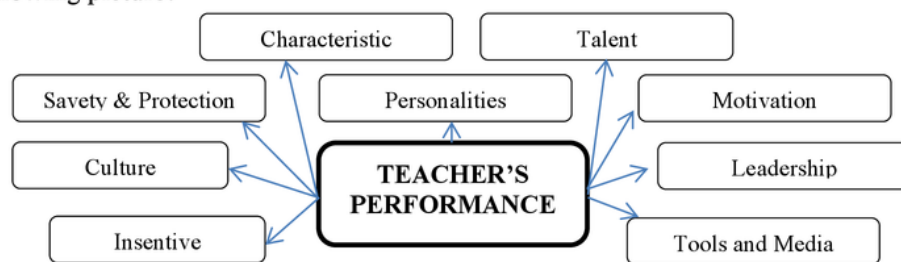 Characteristic
Talent
Savety & Protection
Personalities
Motivation
Culture
TEACHER'S
PERFORMANCE
Leadership
Insentive
Tools and Media